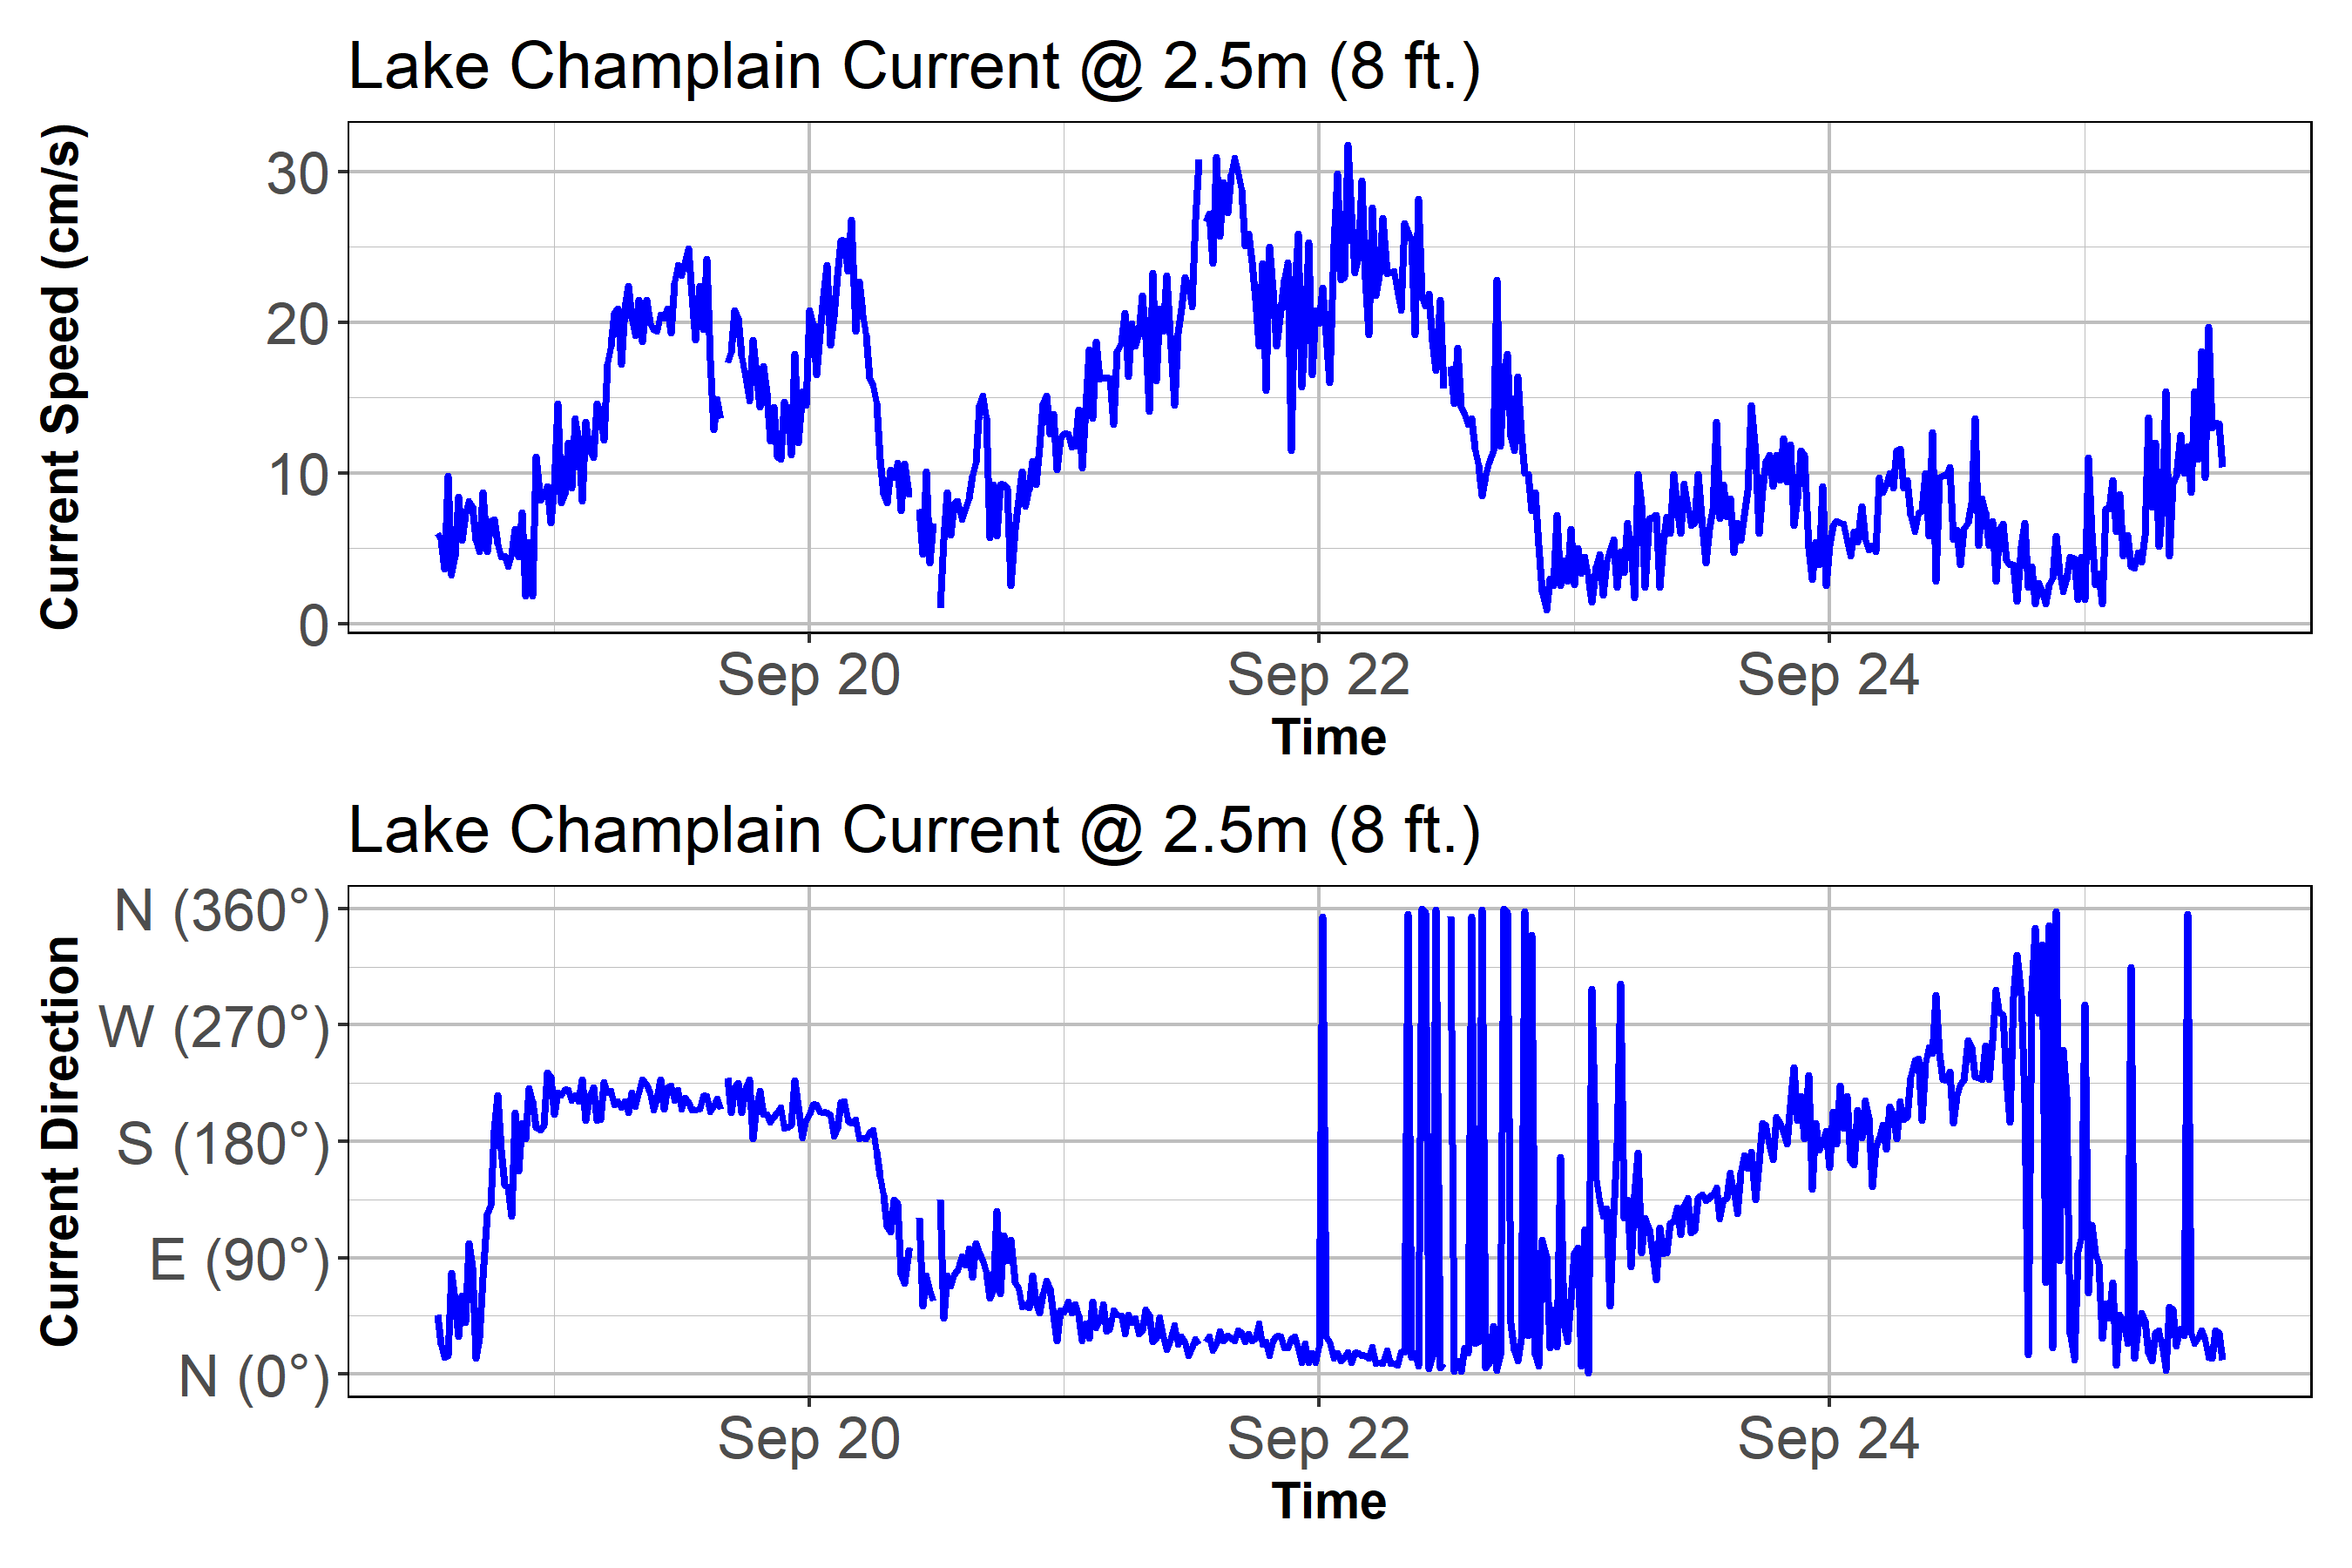 Lake Champlain Current @ 2.5m (8 ft.)
Current Speed (cm/s)
30
20
10
0
Sep 20 Sep 22 Sep 24
Time
Lake Champlain Current @ 2.5m (8 ft.)
Current Direction
N (360°)
W (270°)
S (180°)
E (90°)
N (0°)
Sep 20 Sep 22 Sep 24
Time